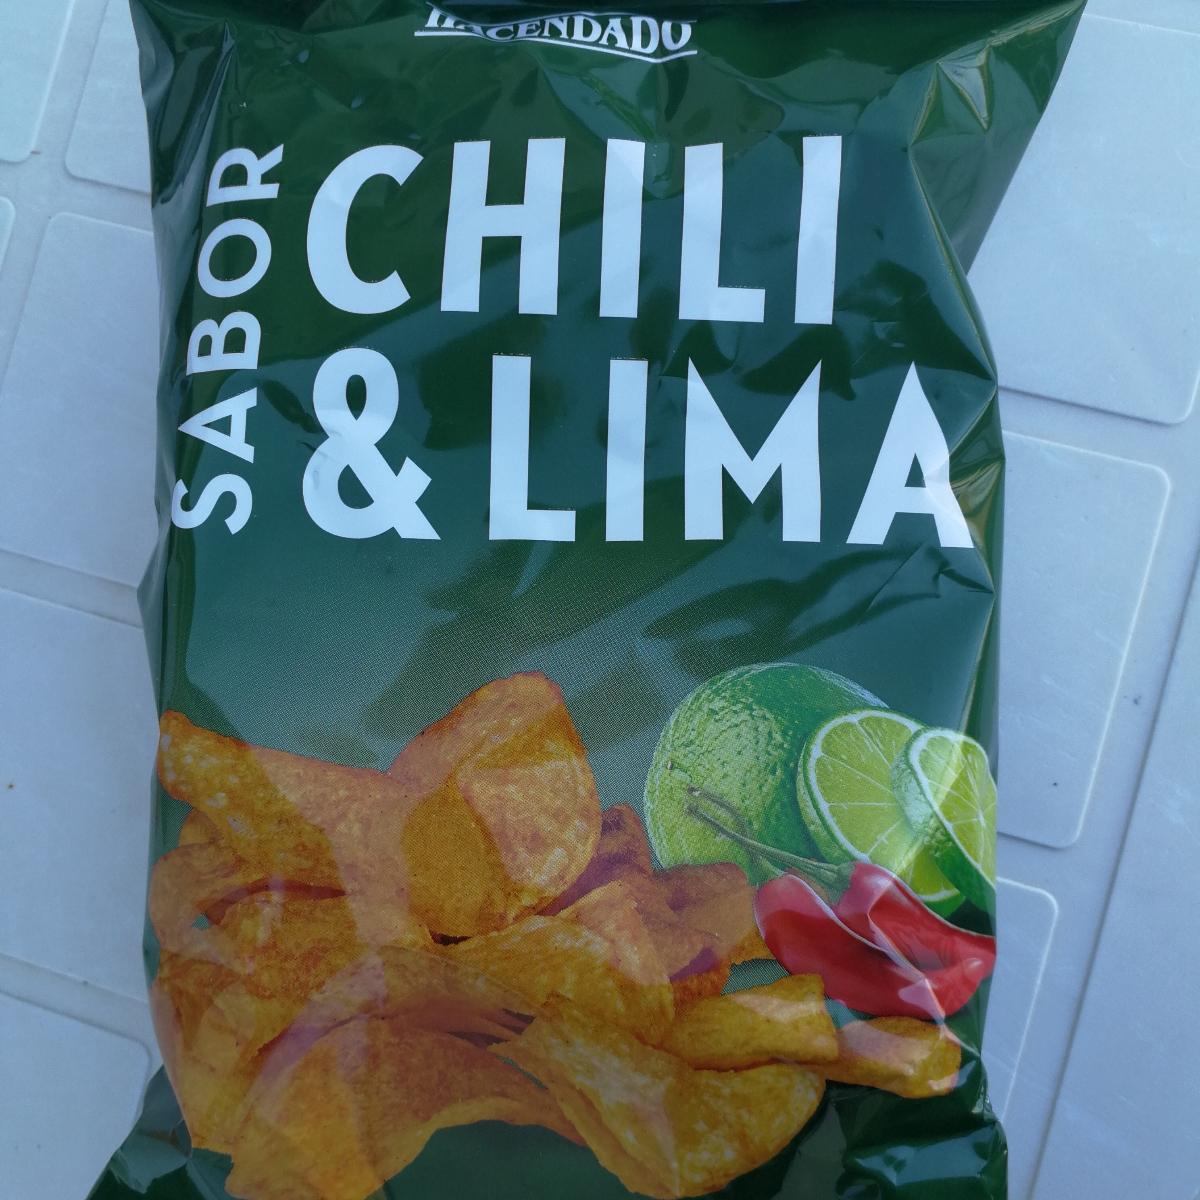 HACENDADO
SABOR
CHILI
& LIMA